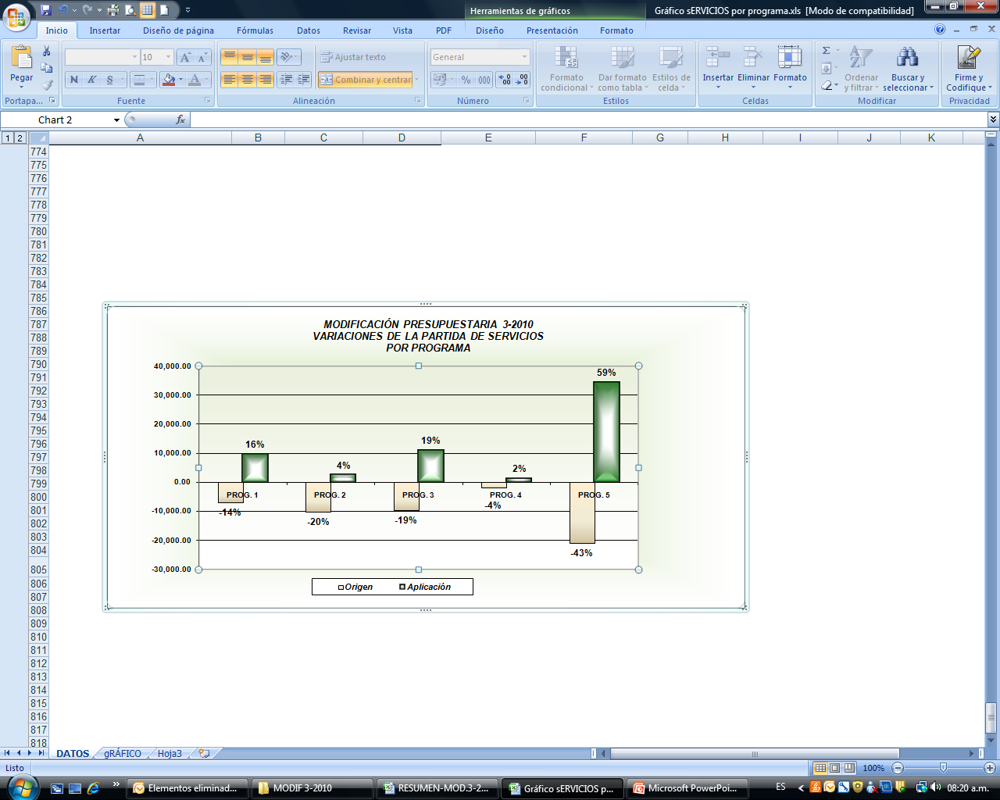 Herramientas de gráficos
Gráfico sERVICIOS por programa.xls [Modo de compatibilidad]
Inicio Insertar Diseño de página Fórmulas Datos Revisar Vista PDF Diseño Presentación Formato
Pegar
Portapa...
10
N K S
Fuente
Ajustar texto
Combinar y centrar
Alineación
General
% 000
Número
Formato condicional
Dar formato como tabla
Estilos de celda
Estilos
Insertar Eliminar Formato
Celdas
Ordenar y filtrar
Buscar y seleccionar
Modificar
Firme y Codifique
Privacidad
Chart 2
fx
1 2
A B C D E F G H I J K
774
775
776
777
778
779
780
781
782
783
784
785
786
787
788
789
790
791
792
793
794
795
796
797
798
799
800
801
802
803
804
805
806
807
808
809
810
811
812
813
814
815
816
817
818
MODIFICACIÓN PRESUPUESTARIA 3-2010
VARIACIONES DE LA PARTIDA DE SERVICIOS
POR PROGRAMA
40,000.00
30,000.00
20,000.00
10,000.00
0.00
-10,000.00
-20,000.00
-30,000.00
16% 4% 19% 2% 59%
PROG. 1 PROG. 2 PROG. 3 PROG. 4 PROG. 5
-14% -20% -19% -4% -43%
Origen Aplicación
DATOS gRÁFICO Hoja3
Listo
100%
Elementos eliminad...
MODIF 3-2010
RESUMEN-MOD.3-2...
Gráfico sERVICIOS p...
Microsoft PowerPoi...
ES
08:20 a.m.